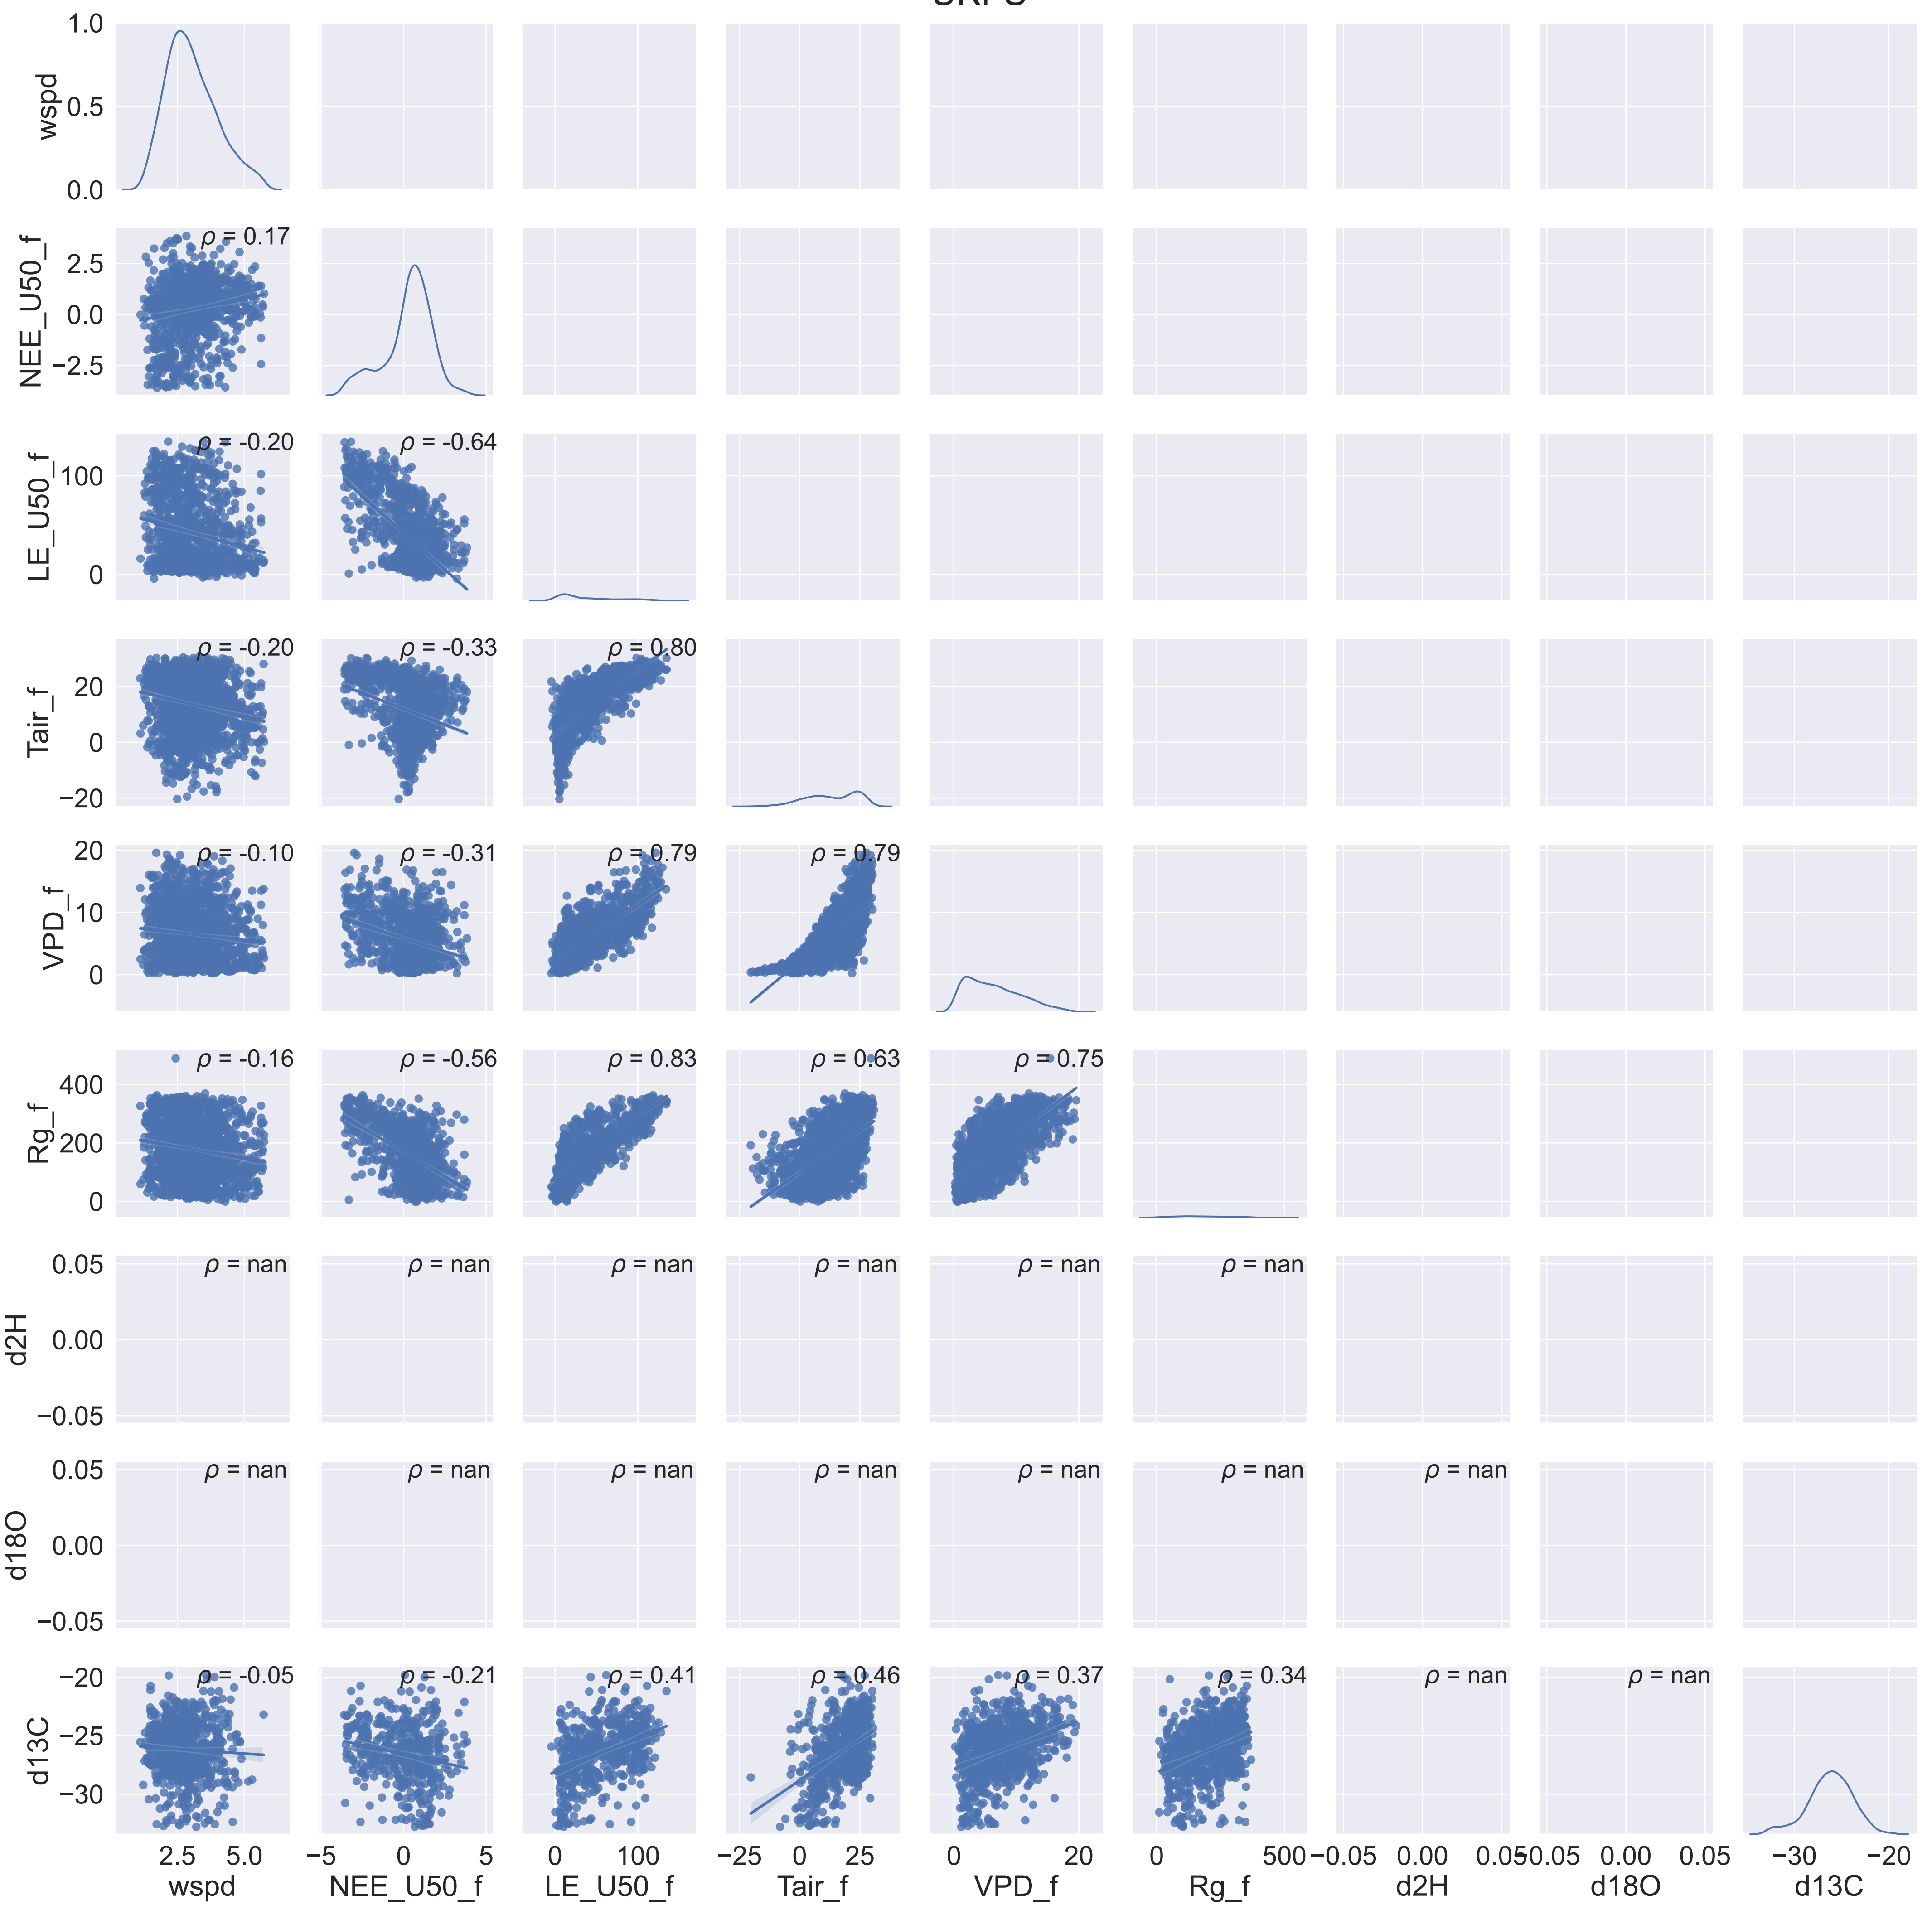 1.0
0.5
0.0
wspd
ρ = 0.17
2.5
0.0
−2.5
NEE_U50_f
ρ = -0.20 ρ = -0.64
100
0
LE_U50_f
ρ = -0.20 ρ = -0.33 ρ = 0.80
20
0
−20
Tair_f
ρ = -0.10 ρ = -0.31 ρ = 0.79 ρ = 0.79
20
10
0
VPD_f
ρ = -0.16 ρ = -0.56 ρ = 0.83 ρ = 0.63 ρ = 0.75
400
200
0
Rg_f
ρ = nan ρ = nan ρ = nan ρ = nan ρ = nan ρ = nan
0.05
0.00
−0.05
d2H
ρ = nan ρ = nan ρ = nan ρ = nan ρ = nan ρ = nan ρ = nan
0.05
0.00
−0.05
d18O
ρ = -0.05 ρ = -0.21 ρ = 0.41 ρ = 0.46 ρ = 0.37 ρ = 0.34 ρ = nan ρ = nan
−20
−25
−30
d13C
2.5 5.0 −5 0 5 0 100 −25 0 25 0 20 0 500 −0.05 0.00 0.05 −0.05 0.00 0.05 −30 −20
wspd NEE_U50_f LE_U50_f Tair_f VPD_f Rg_f d2H d18O d13C